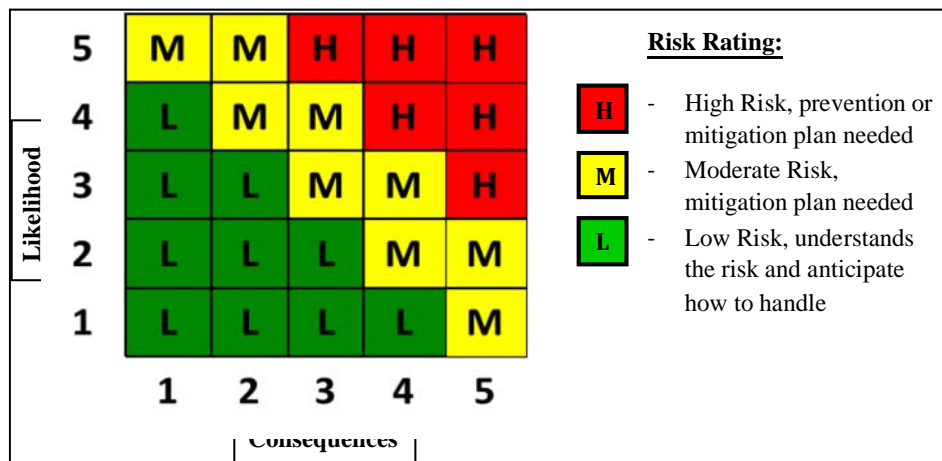 5 M M H H H
4 L M M H H
3 L L M M H
2 L L L M M
1 L L L L M
1 2 3 4 5
Likelihood
Consequences
Risk Rating:
H - High Risk, prevention or
mitigation plan needed
M - Moderate Risk,
mitigation plan needed
L - Low Risk, understands
the risk and anticipate
how to handle